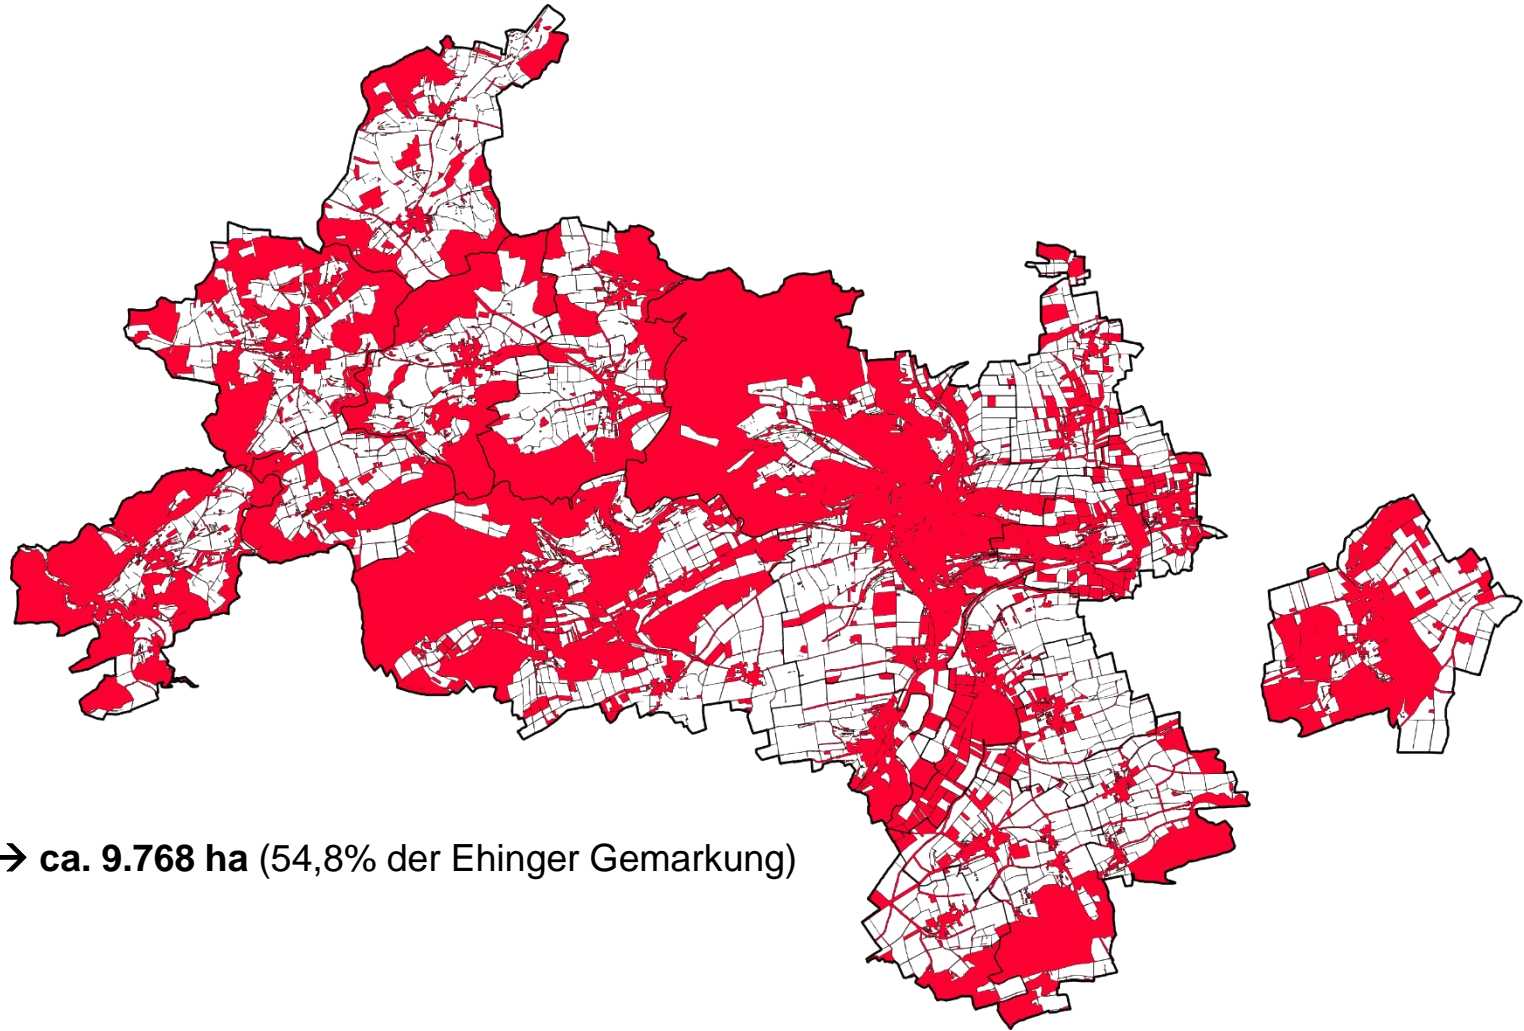 → ca. 9.768 ha (54,8% der Ehinger Gemarkung)